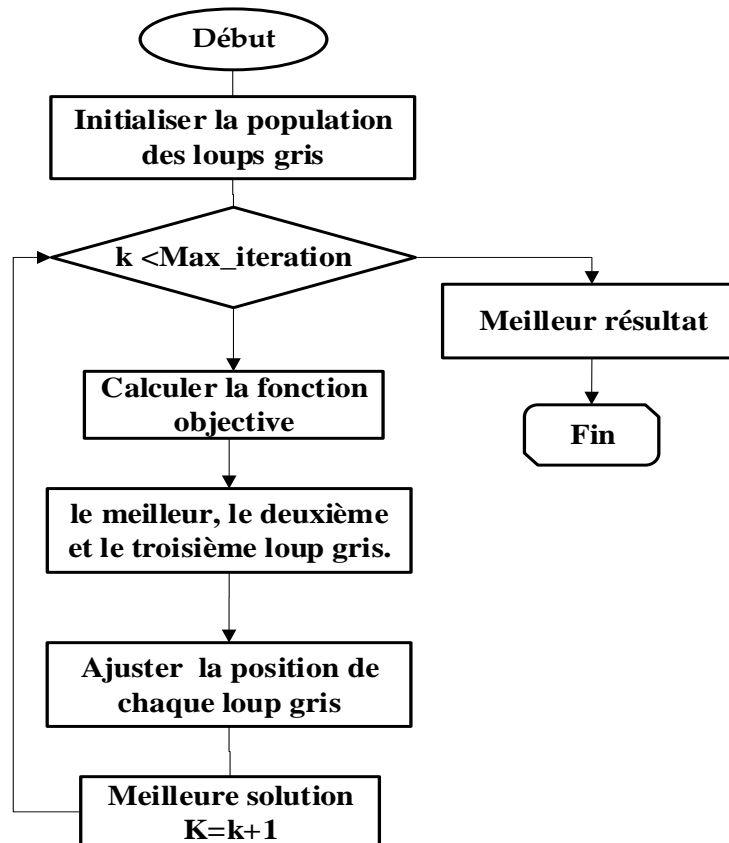 Début
Initialiser la population
des loups gris
k <Max_iteration
Meilleur résultat
Calculer la fonction
objective
Fin
le meilleur, le deuxième
et le troisième loup gris.
Ajuster la position de
chaque loup gris
Meilleure solution
K=k+1